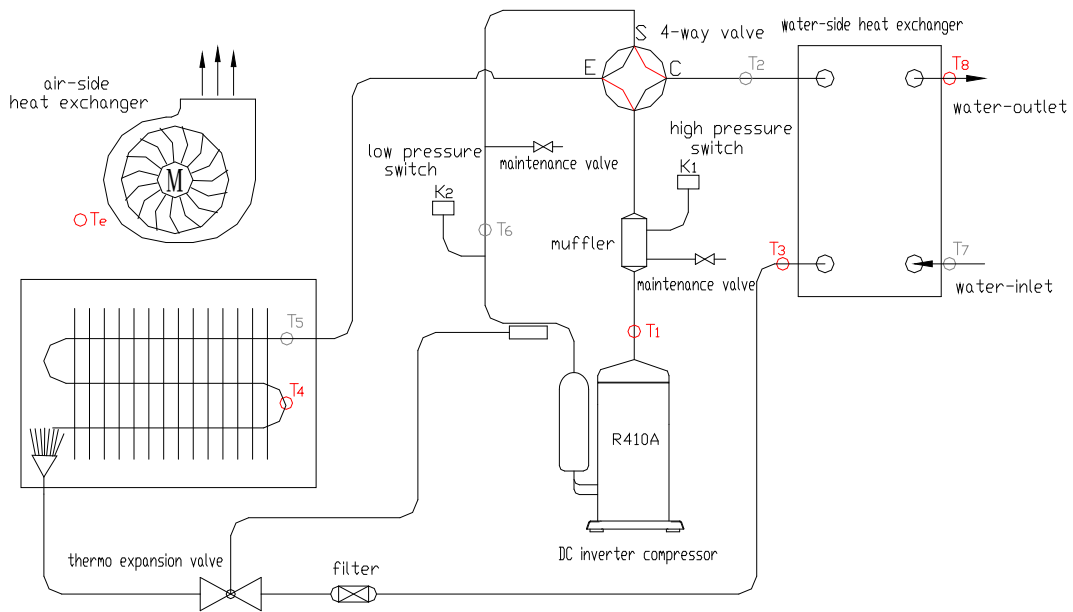 S 4-way valve
water-side heat exchanger
E
C
T2
T8
water-outlet
air-side
heat exchanger
M
Te
low pressure
switch
K2
maintenance valve
high pressure
switch
K1
T6
muffler
maintenance valve
T3
T7
water-inlet
T5
T1
T4
R410A
thermo expansion valve
filter
DC inverter compressor